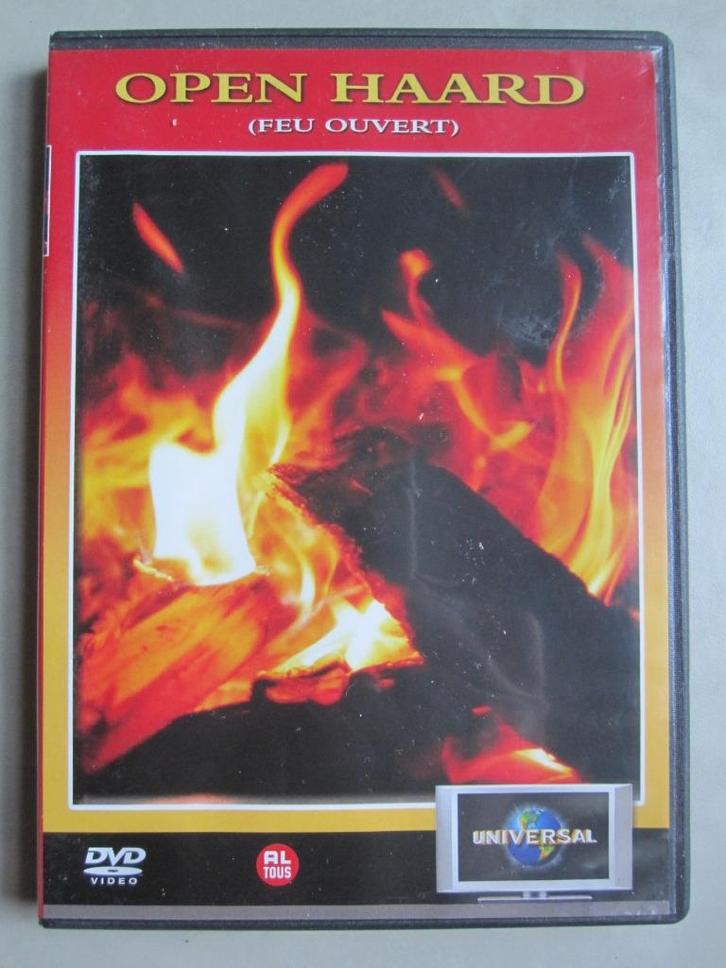 OPEN HAARD
(FEU OUVERT)
UNIVERSAL
DVD
VIDEO
AL
TOUS